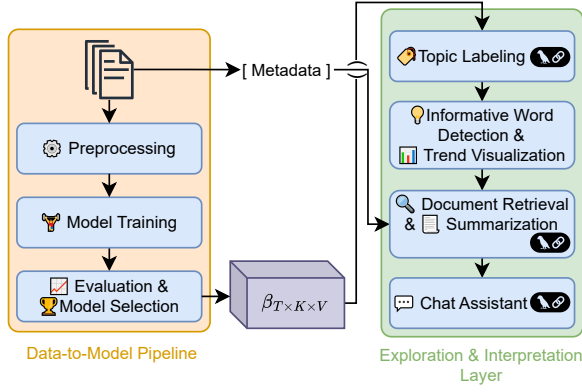 [ Metadata ]
Preprocessing
Model Training
Evaluation &
Model Selection
Data-to-Model Pipeline
β_{T×K×V}
Topic Labeling
Informative Word
Detection &
Trend Visualization
Document Retrieval
& Summarization
Chat Assistant
Exploration & Interpretation
Layer